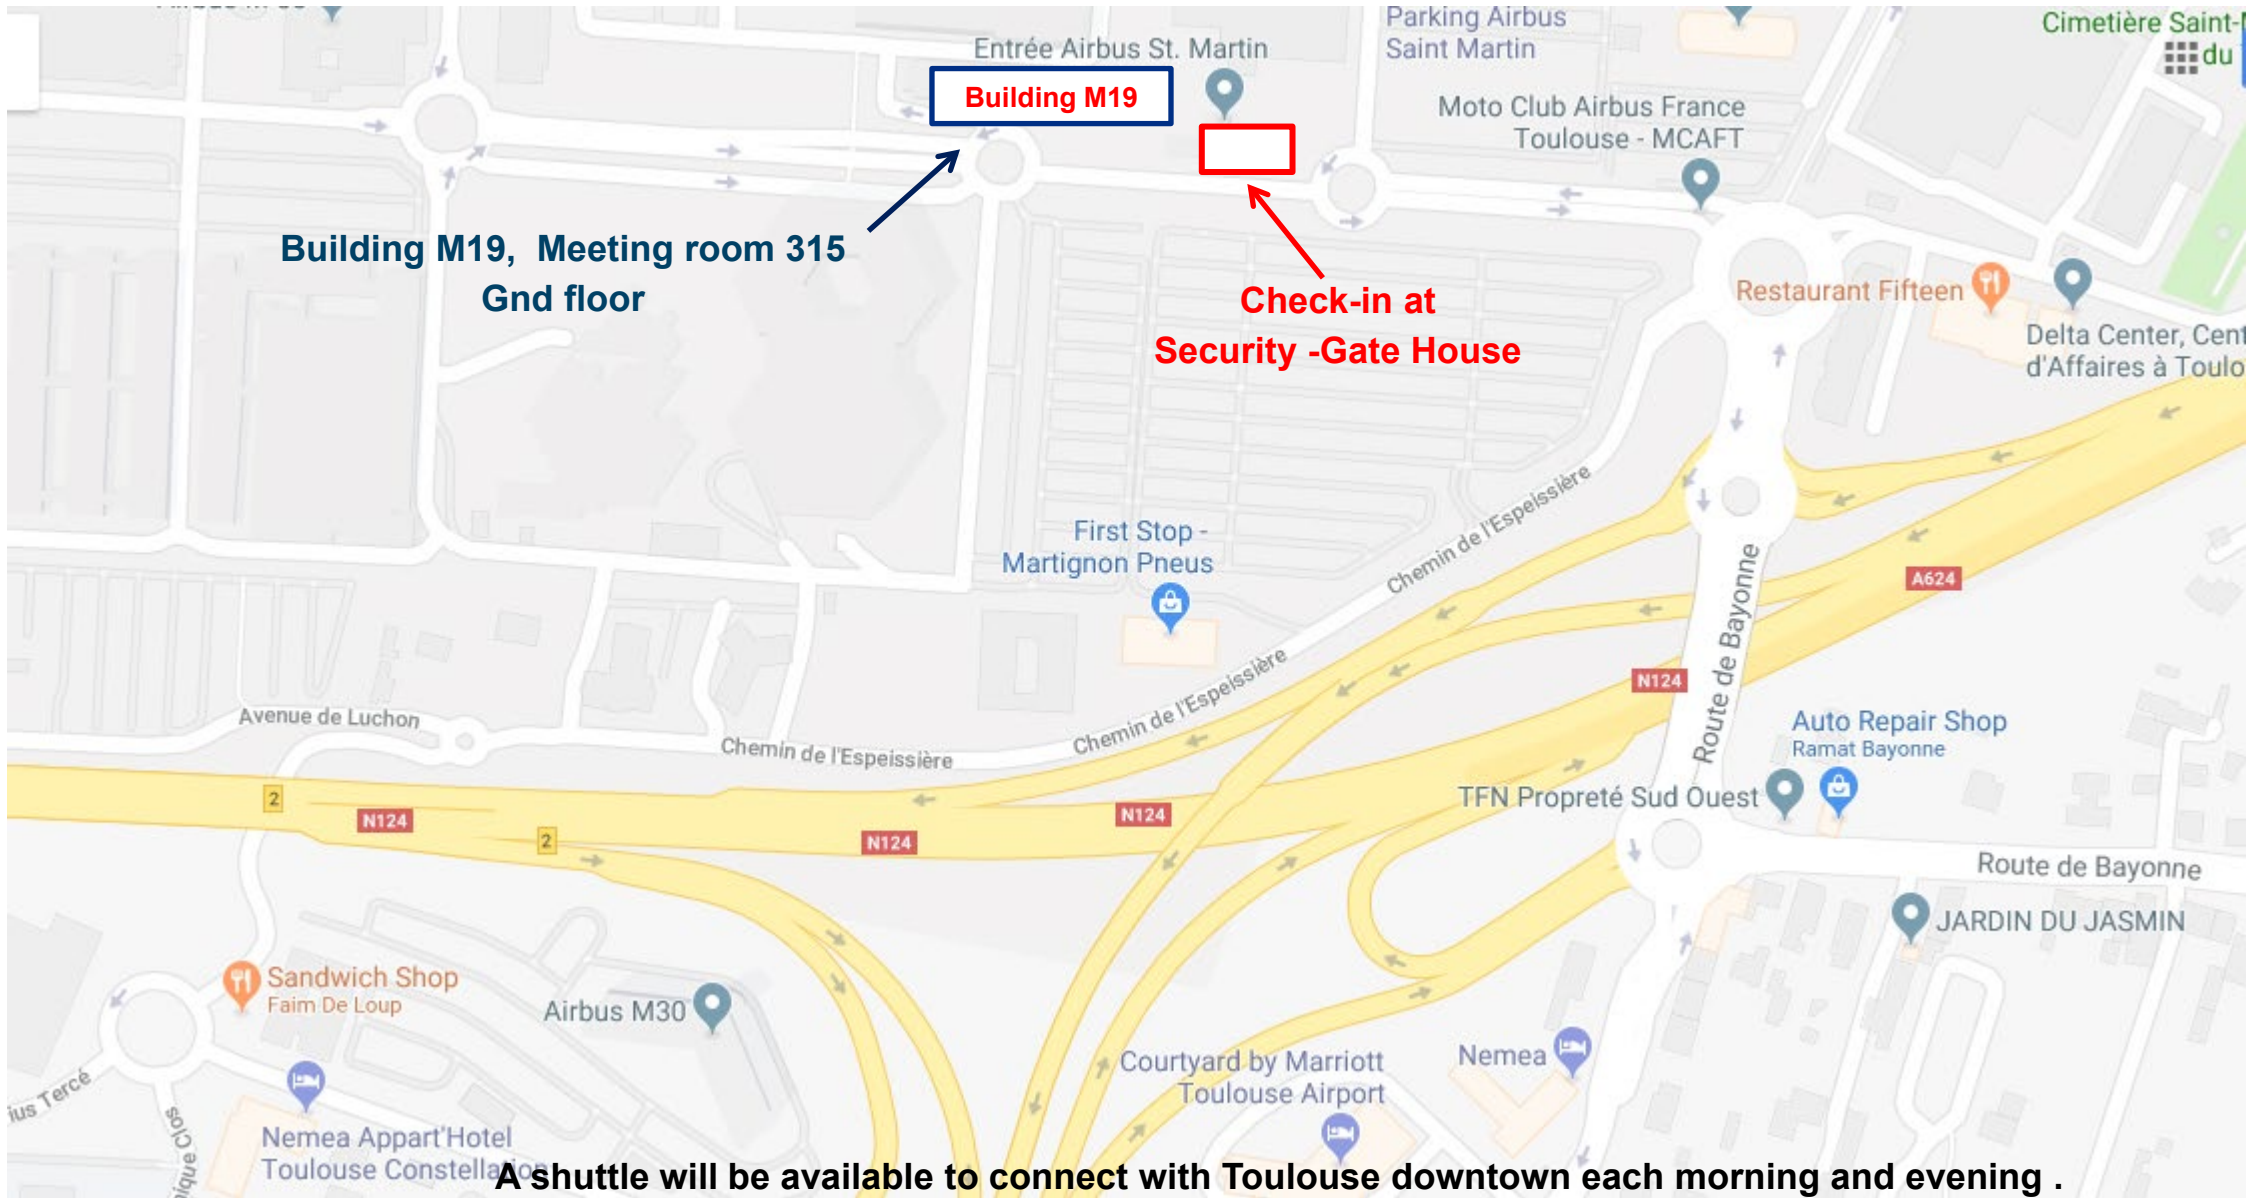 Parking Airbus
Saint Martin
Cimetière Saint-
du
Entrée Airbus St. Martin
Building M19
Moto Club Airbus France
Toulouse - MCAFT
Building M19,  Meeting room 315
Gnd floor
Check-in at
Security -Gate House
Restaurant Fifteen
Delta Center, Cent
d'Affaires à Toulo
First Stop -
Martignon Pneus
Chemin de l'Espeissière
A624
Route de Bayonne
N124
Chemin de l'Espeissière
Avenue de Luchon
Chemin de l'Espeissière
Auto Repair Shop
Ramat Bayonne
TFN Propreté Sud Ouest
2
N124
2
N124
N124
Route de Bayonne
JARDIN DU JASMIN
Sandwich Shop
Faim De Loup
Airbus M30
Courtyard by Marriott
Toulouse Airport
Nemea
ius Tercé
nique Clos
Nemea Appart'Hotel
Toulouse Constellation
A shuttle will be available to connect with Toulouse downtown each morning and evening .